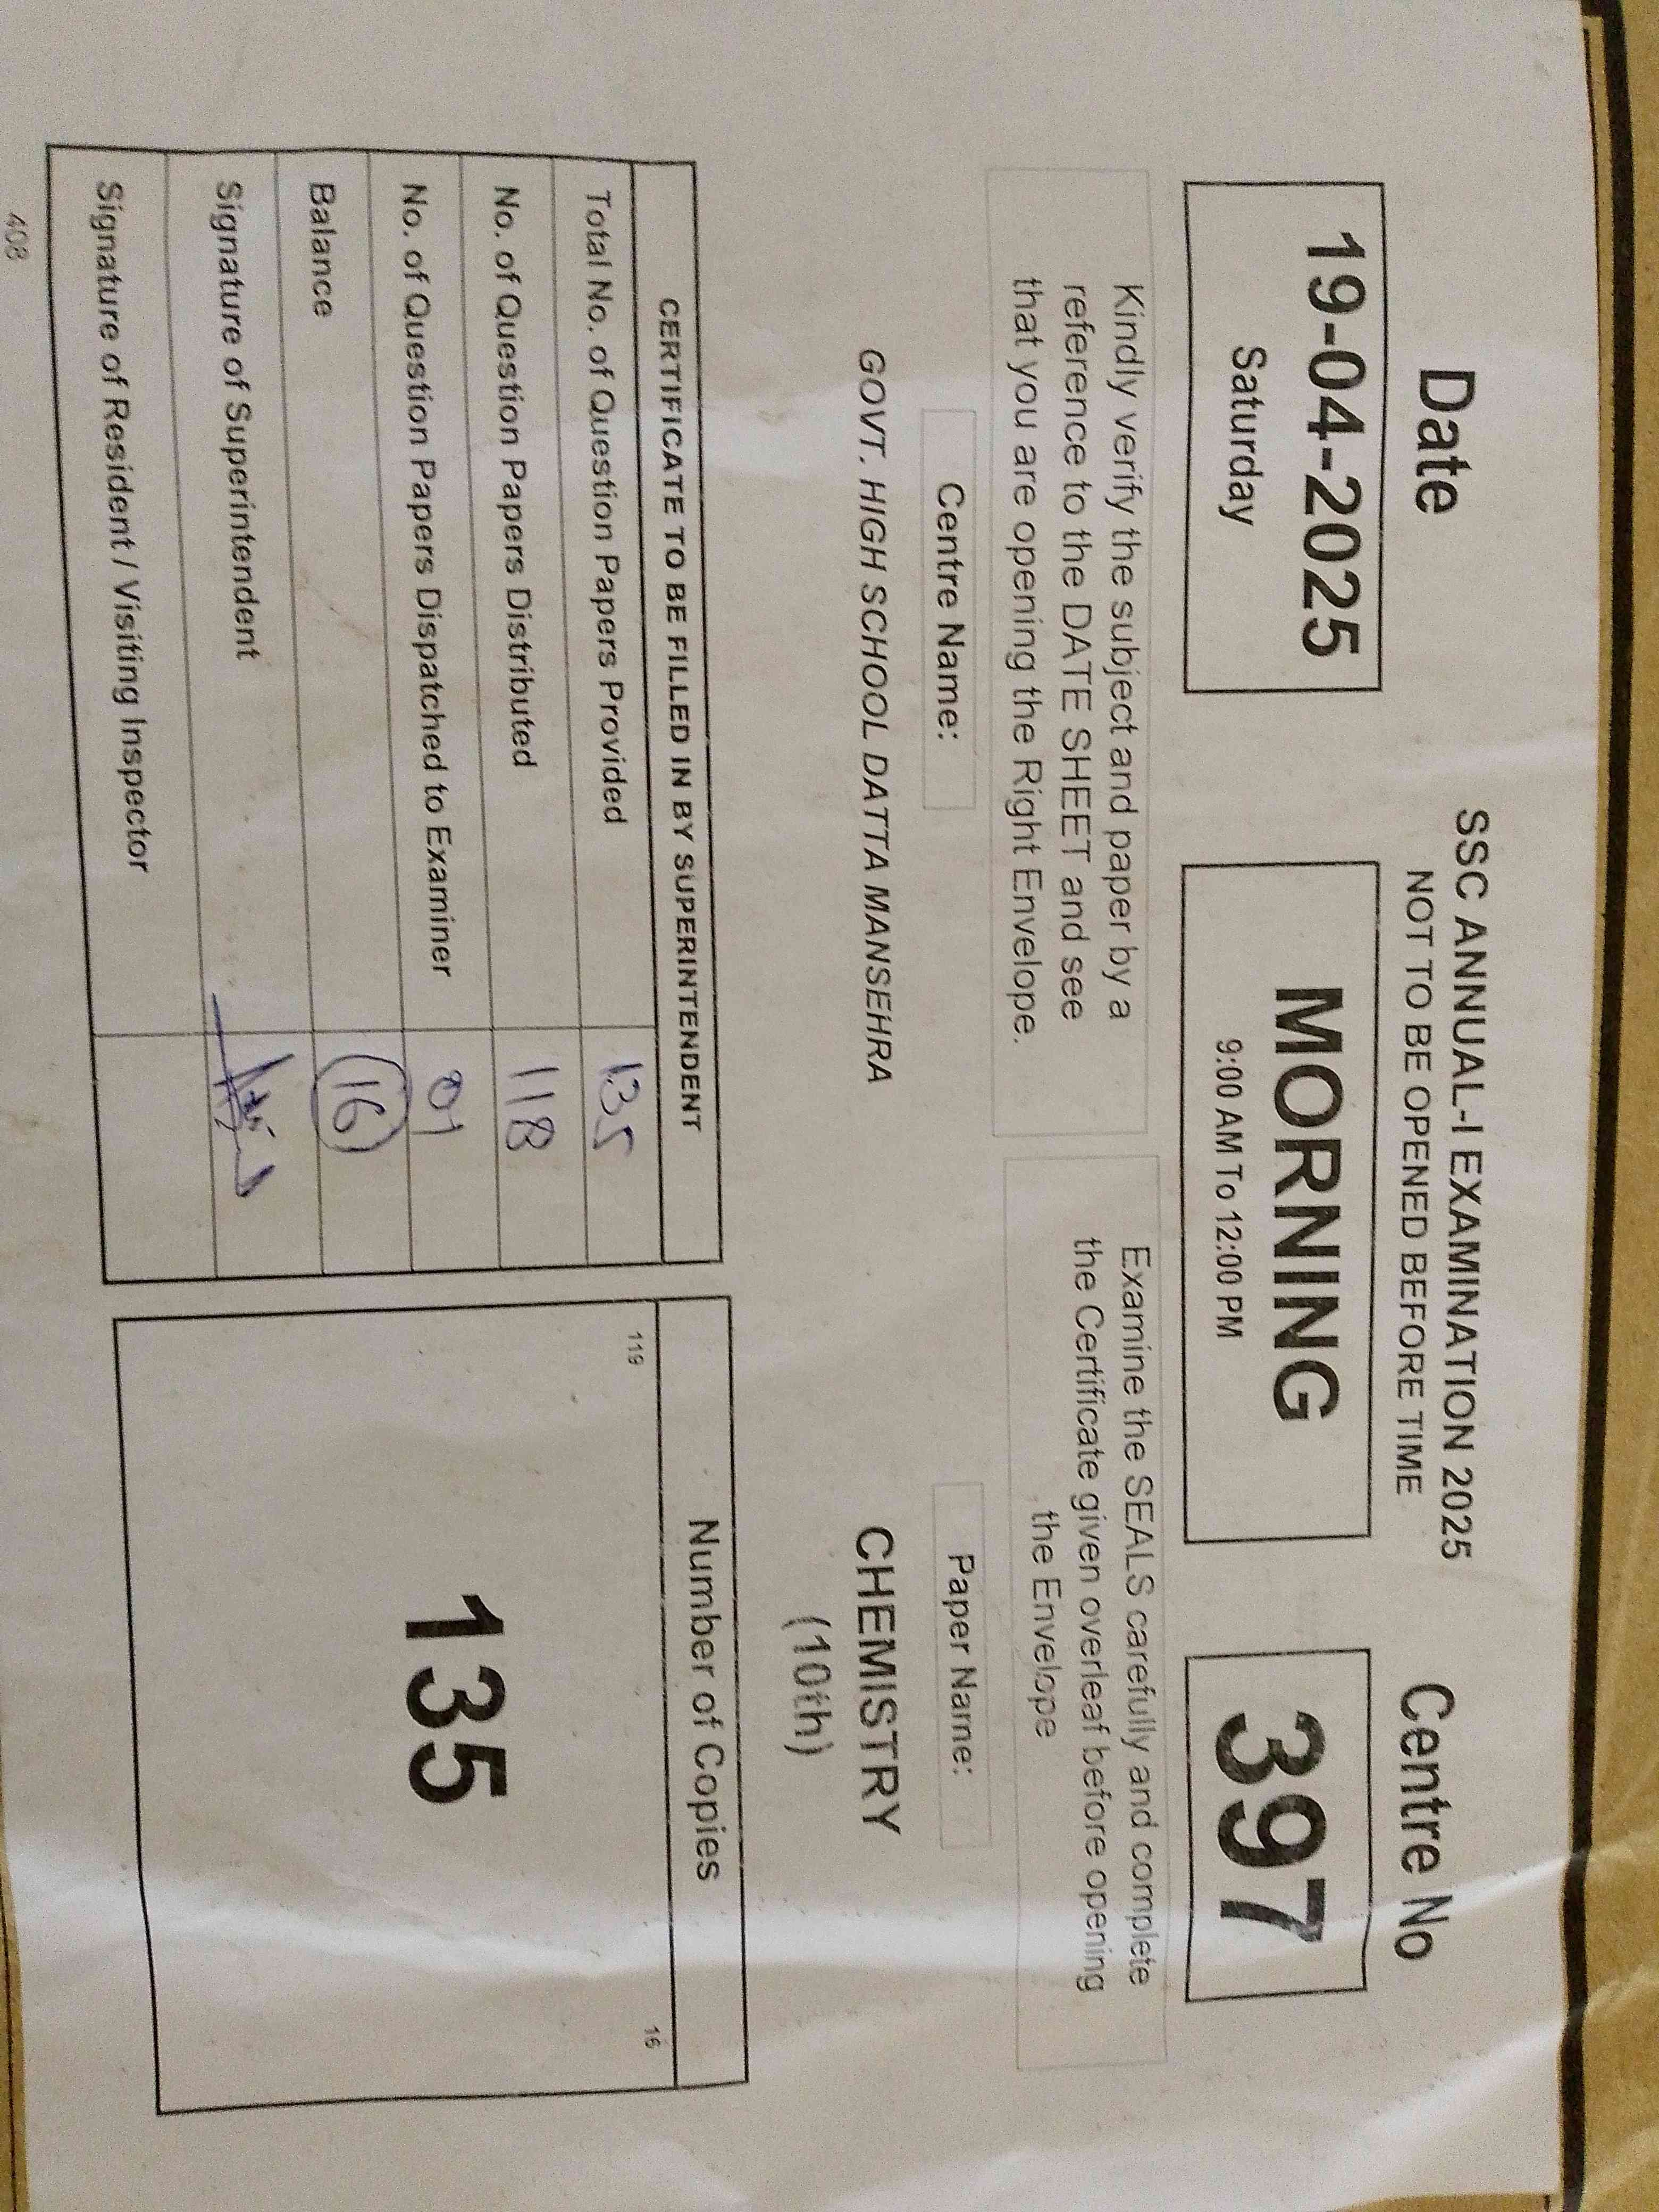 SSC ANNUAL-I EXAMINATION 2025
NOT TO BE OPENED BEFORE TIME
Date
Centre No
19-04-2025
Saturday
MORNING
9:00 AM To 12:00 PM
397
Kindly verify the subject and paper by a
reference to the DATE SHEET and see
that you are opening the Right Envelope.
Examine the SEALS carefully and complete
the Certificate given overleaf before opening
the Envelope
Centre Name:
Paper Name:
GOVT. HIGH SCHOOL DATTA MANSEHRA
CHEMISTRY
(10th)
CERTIFICATE TO BE FILLED IN BY SUPERINTENDENT
Total No. of Question Papers Provided 135
No. of Question Papers Distributed 118
No. of Question Papers Dispatched to Examiner 01
Balance 16
Signature of Superintendent
Signature of Resident / Visiting Inspector
Number of Copies
119 16
135
408